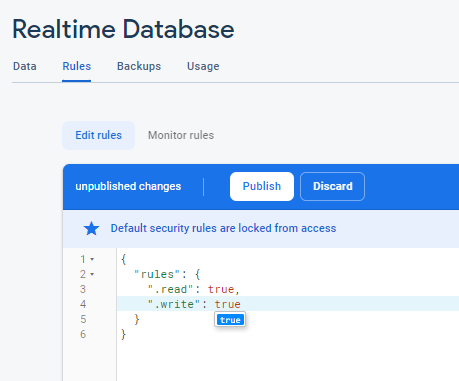 Realtime Database
Data Rules Backups Usage
Edit rules Monitor rules
unpublished changes Publish Discard
Default security rules are locked from access
1 {
2 "rules": {
3 ".read": true,
4 ".write": true
true
5 }
6 }